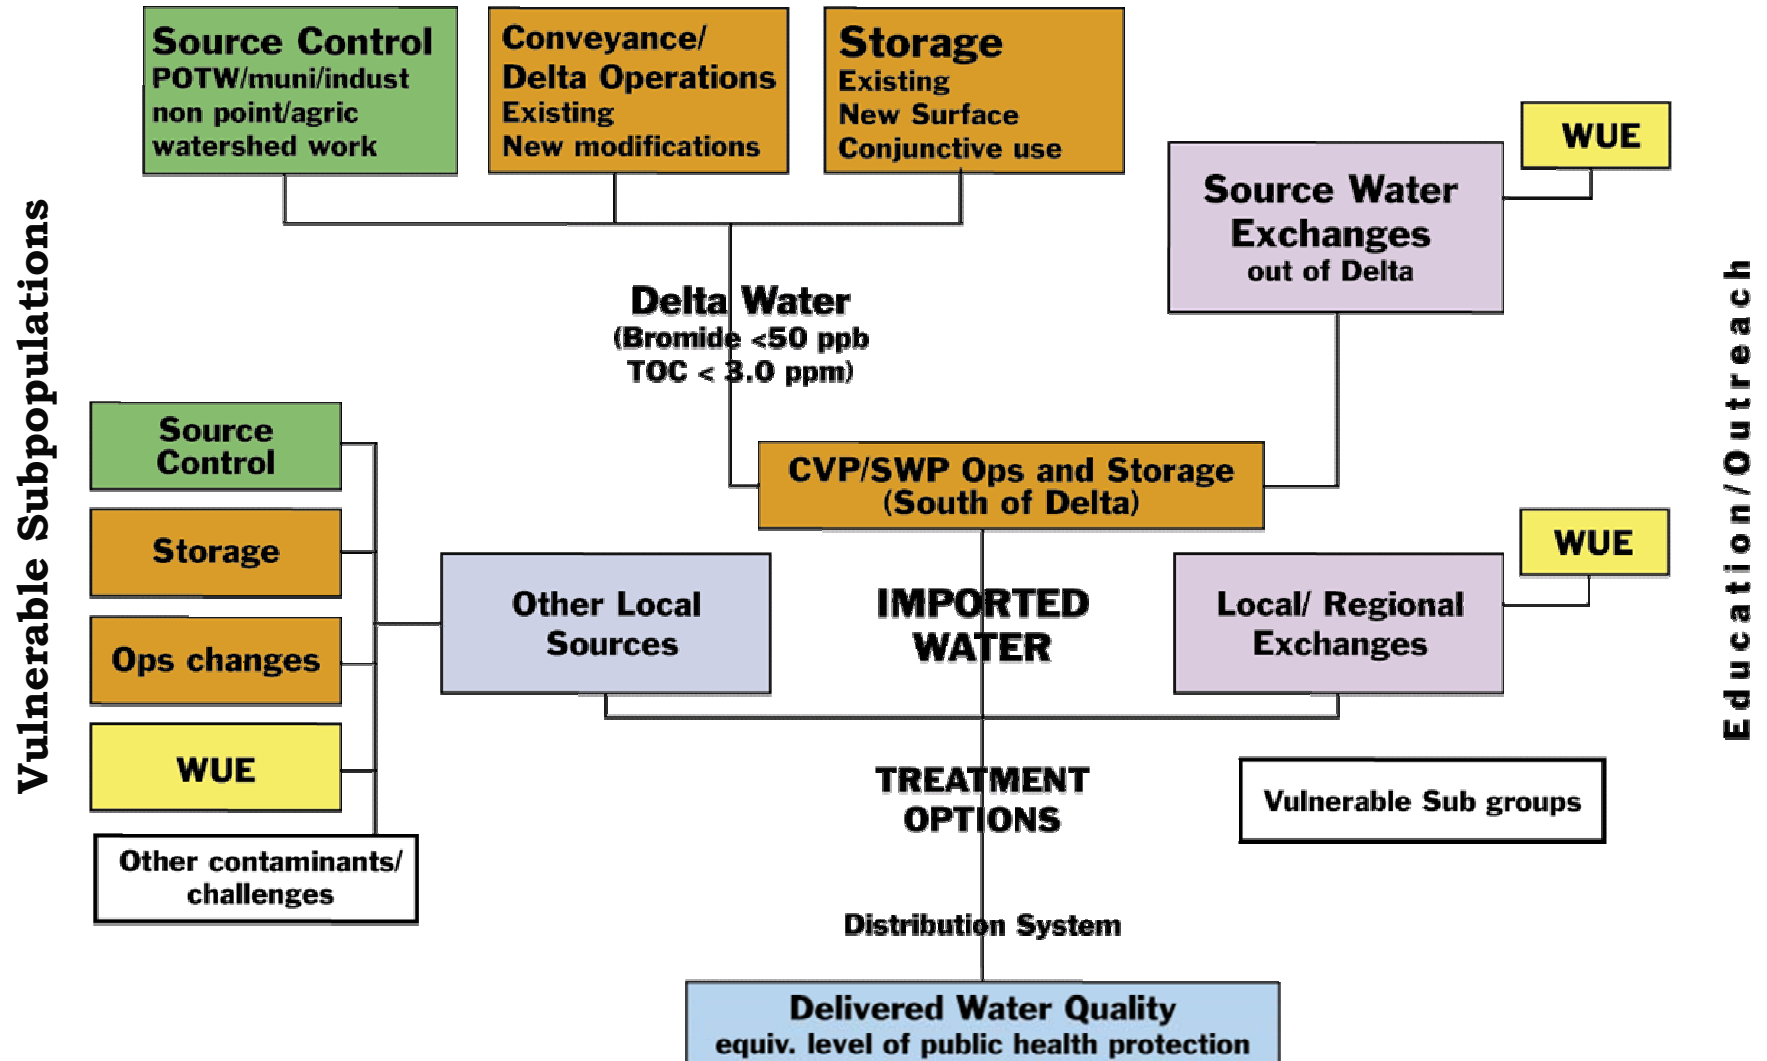 Source Control
POTW/muni/indust
non point/agric
watershed work
Conveyance/
Delta Operations
Existing
New modifications
Storage
Existing
New Surface
Conjunctive use
WUE
Source Water
Exchanges
out of Delta
Delta Water
(Bromide <50 ppb
TOC < 3.0 ppm)
Vulnerable Subpopulations
Education/Outreach
CVP/SWP Ops and Storage
(South of Delta)
Source
Control
Storage
Ops changes
WUE
Other contaminants/
challenges
Other Local
Sources
IMPORTED
WATER
Local/ Regional
Exchanges
WUE
TREATMENT
OPTIONS
Vulnerable Sub groups
Distribution System
Delivered Water Quality
equiv. level of public health protection